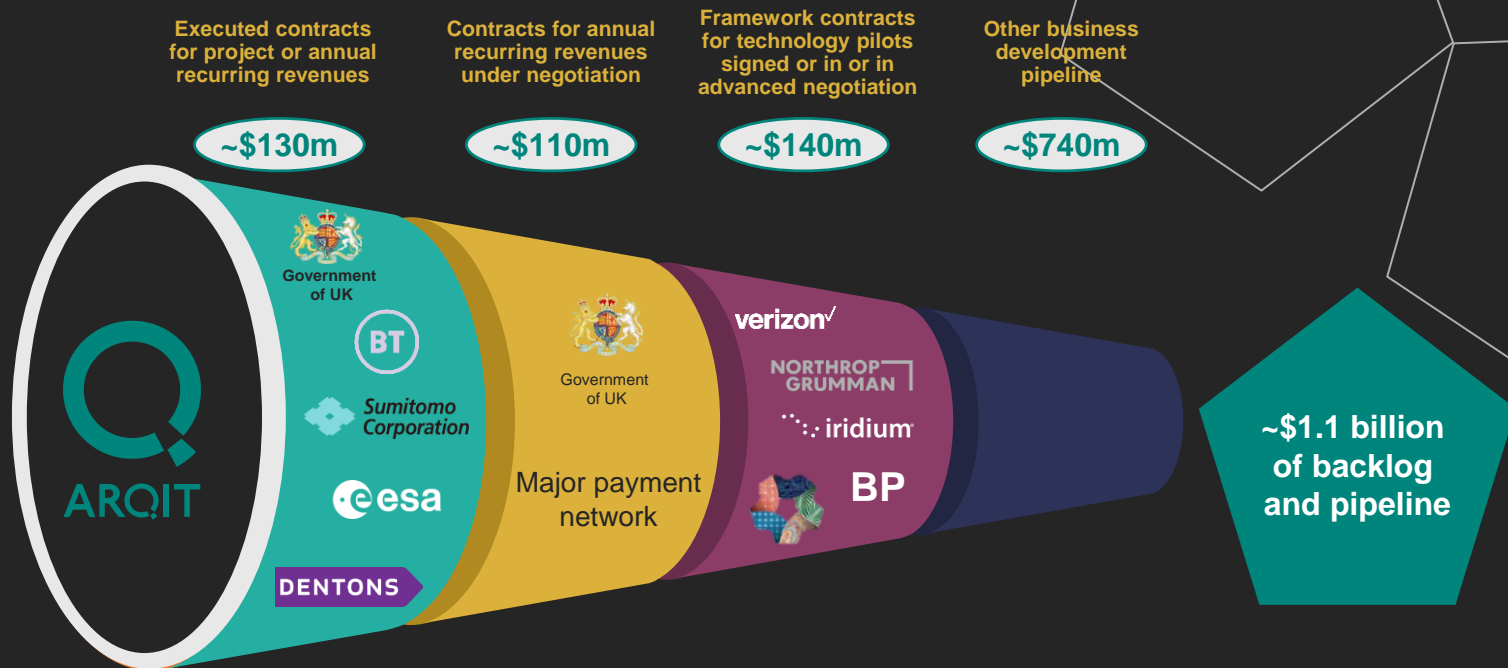 Executed contracts
for project or annual
recurring revenues
~$130m
Contracts for annual
recurring revenues
under negotiation
~$110m
Framework contracts
for technology pilots
signed or in or in
advanced negotiation
~$140m
Other business
development
pipeline
~$740m
ARQIT
Government
of UK
BT
Sumitomo
Corporation
esa
DENTONS
Government
of UK
Major payment
network
verizon
NORTHROP
GRUMMAN
iridium
BP
~$1.1 billion
of backlog
and pipeline